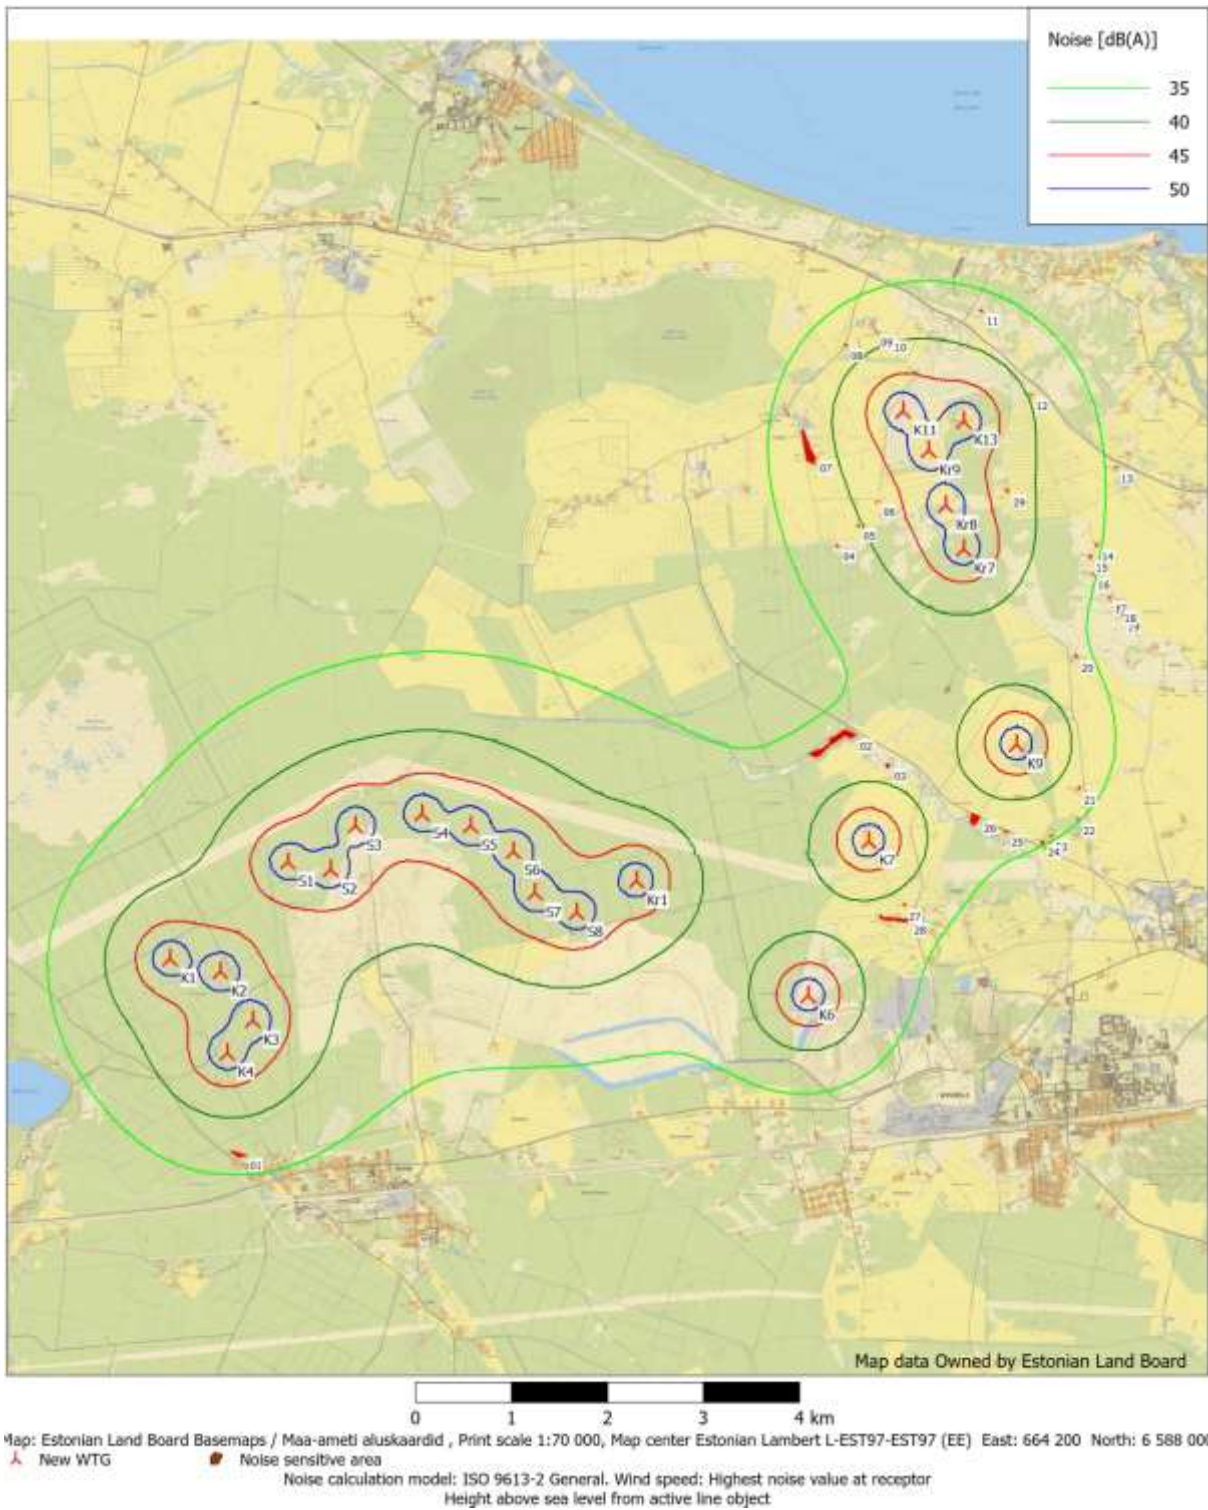 Noise [dB(A)]
35
40
45
50
11
09
10
08
12
K11
K13
Kr9
07
13
29
06
Kr8
05
04
Kr7
14
15
16
17
18
20
02
K9
03
21
S4
S5
S3
22
26
25
24
K7
S6
S1
S2
Kr1
S7
S8
27
28
K1
K2
K6
K3
K4
01
Map data Owned by Estonian Land Board
0 1 2 3 4 km
Map: Estonian Land Board Basemaps / Maa-ameti aluskaardid , Print scale 1:70 000, Map center Estonian Lambert L-EST97-EST97 (EE) East: 664 200 North: 6 588 000
New WTG Noise sensitive area
Noise calculation model: ISO 9613-2 General. Wind speed: Highest noise value at receptor
Height above sea level from active line object